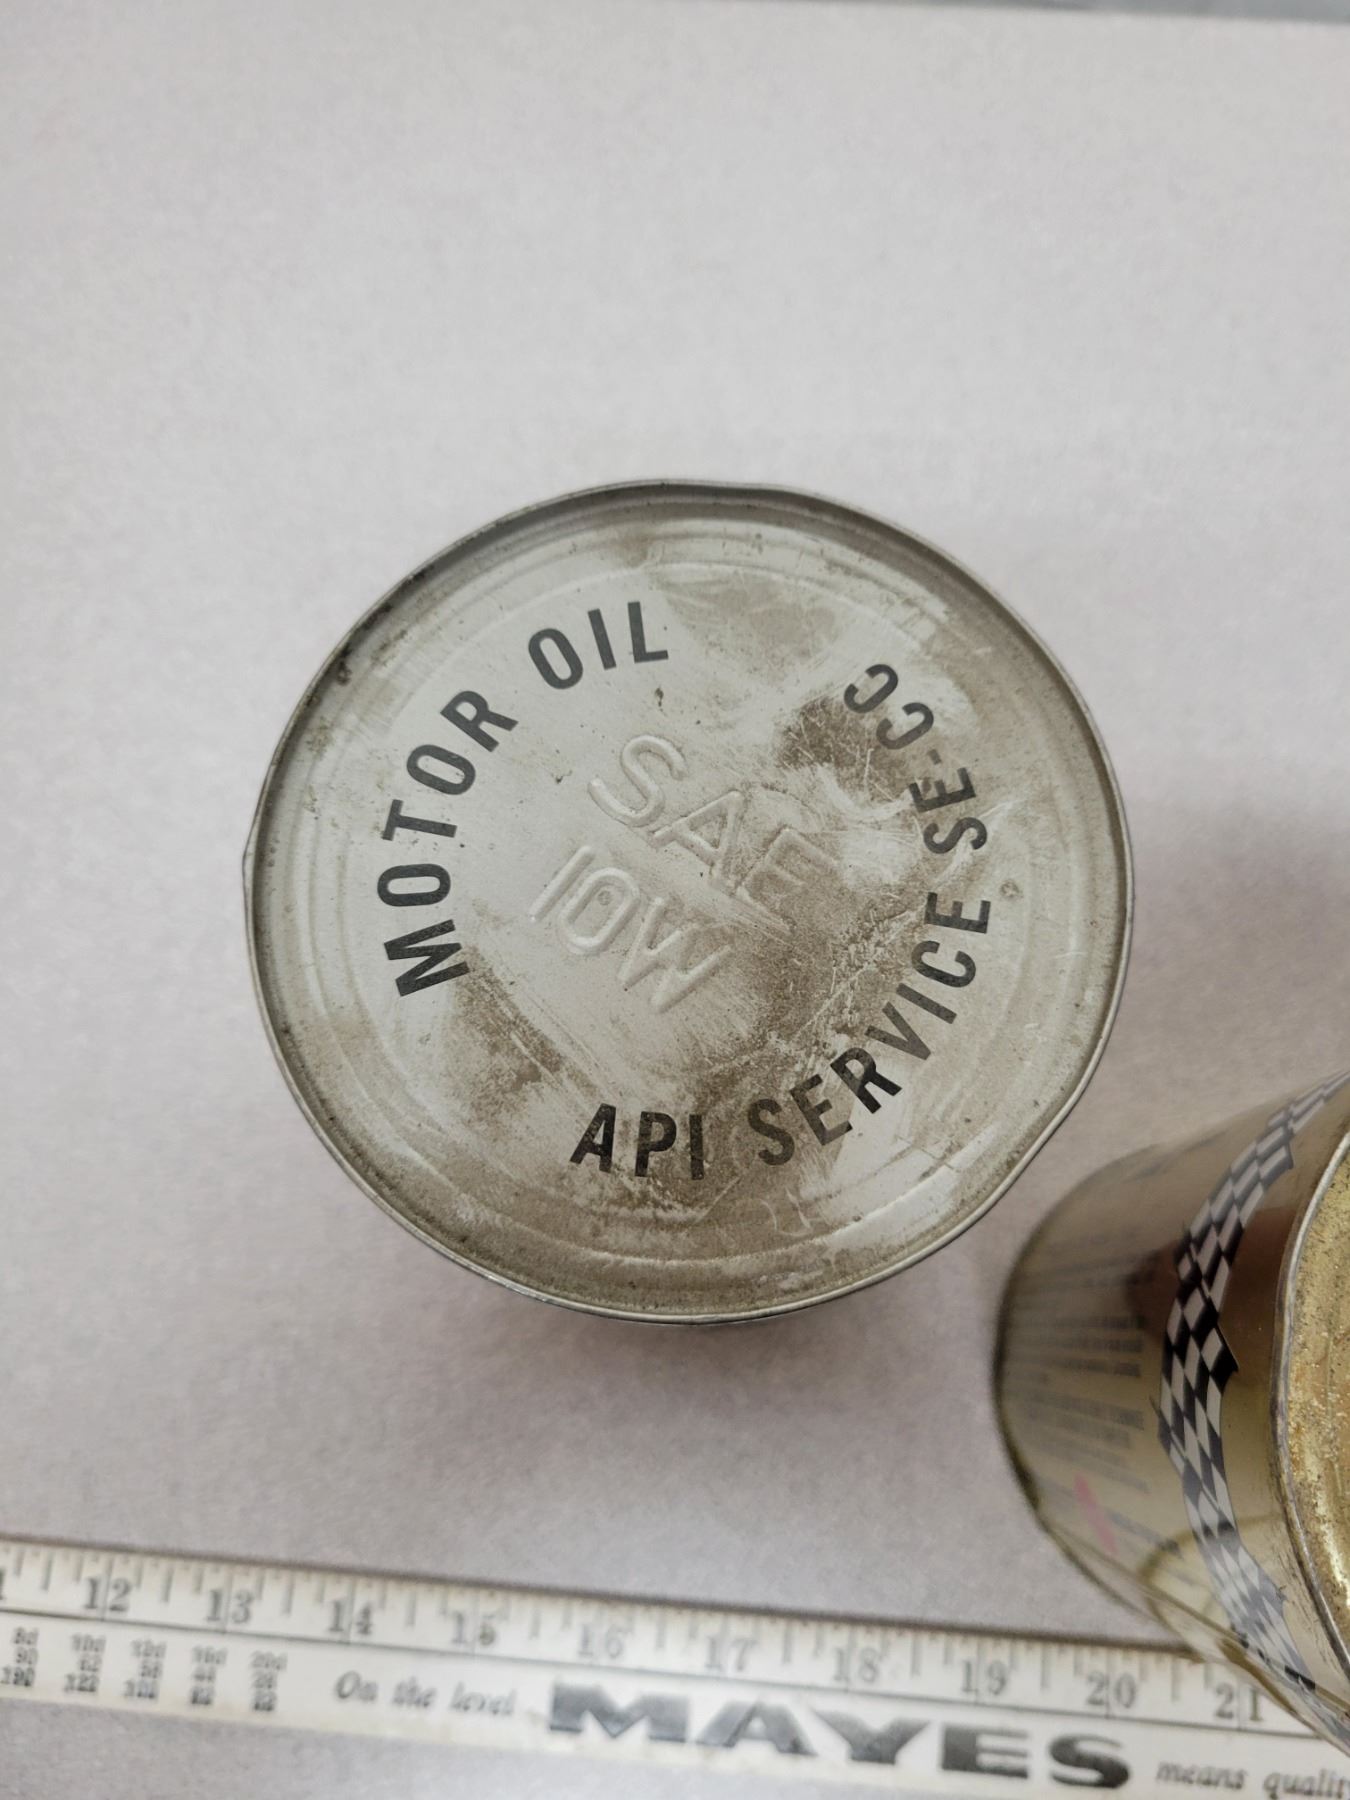 MOTOR OIL
SAE
10W
API SERVICE SE-CC
12 13 14 15 16 17 18 19 20 21
On the level - MAYES means quality